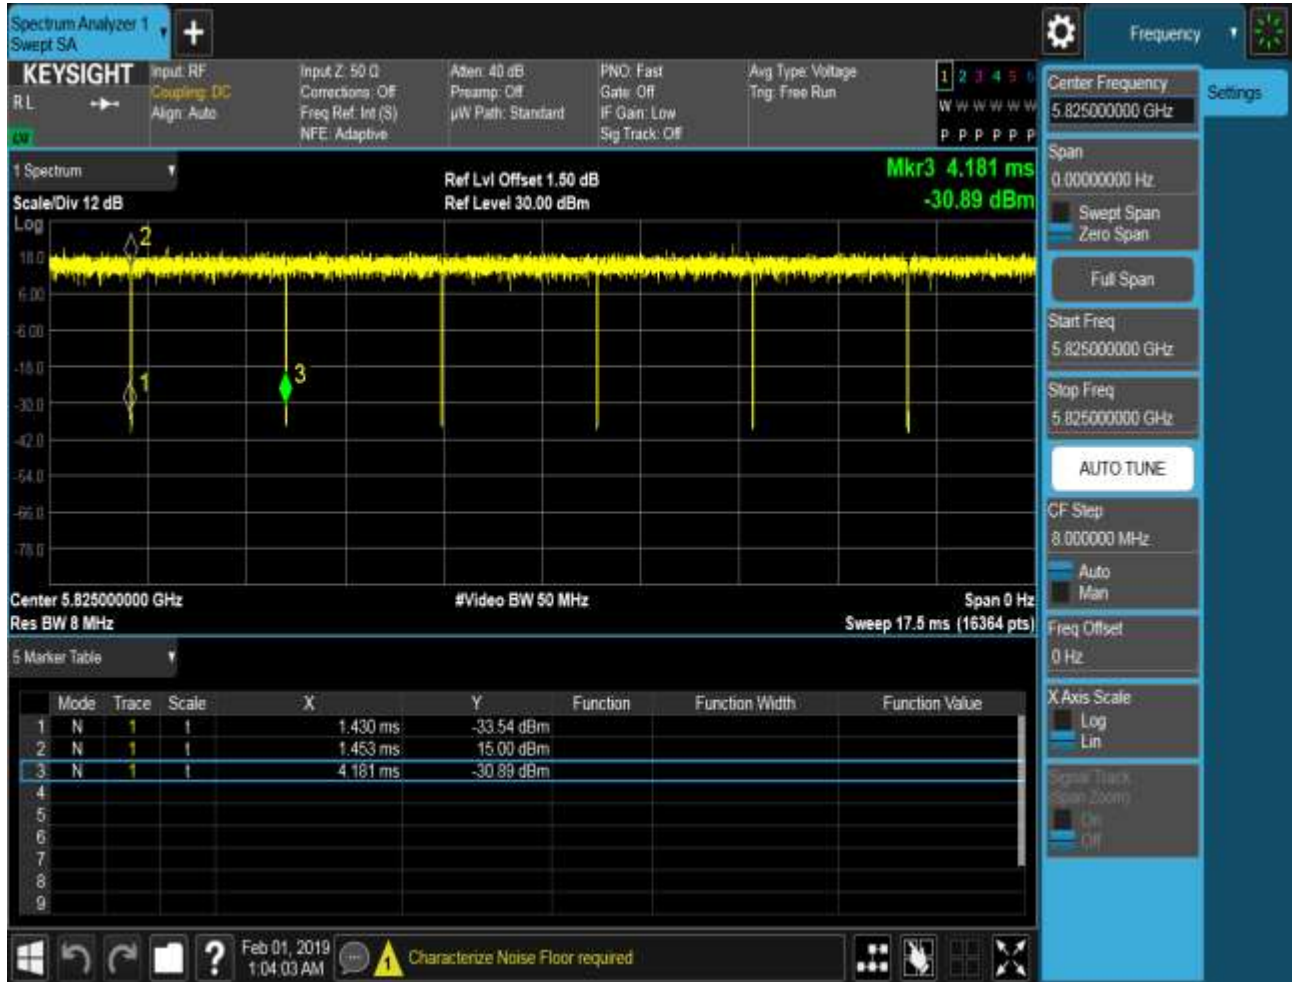 Spectrum Analyzer 1
Swept SA
+
Frequency
KEYSIGHT
R L
Input: RF
Coupling: DC
Align: Auto
Input Z: 50 Ω
Corrections: Off
Freq Ref: Int (S)
NFE: Adaptive
Atten: 40 dB
Preamp: Off
µW Path: Standard
PNO: Fast
Gate: Off
IF Gain: Low
Sig Track: Off
Avg Type: Voltage
Trig: Free Run
1 2 3 4 5 6
W W W W W W
P P P P P P
1 Spectrum
Scale/Div 12 dB
Ref Lvl Offset 1.50 dB
Ref Level 30.00 dBm
Mkr3 4.181 ms
-30.89 dBm
Log
18.0
6.00
-6.00
-18.0
-30.0
-42.0
-54.0
-66.0
-78.0
2
1
3
Center 5.825000000 GHz
Res BW 8 MHz
#Video BW 50 MHz
Span 0 Hz
Sweep 17.5 ms (16364 pts)
5 Marker Table
Mode Trace Scale X Y Function Function Width Function Value
1 N 1 t 1.430 ms -33.54 dBm
2 N 1 t 1.453 ms 15.00 dBm
3 N 1 t 4.181 ms -30.89 dBm
4
5
6
7
8
9
Feb 01, 2019
1:04:03 AM
?
1
Characterize Noise Floor required
Settings
Center Frequency
5.825000000 GHz
Span
0.00000000 Hz
Swept Span
Zero Span
Full Span
Start Freq
5.825000000 GHz
Stop Freq
5.825000000 GHz
AUTO TUNE
CF Step
8.000000 MHz
Auto
Man
Freq Offset
0 Hz
X Axis Scale
Log
Lin
Signal Track
(Span Zoom)
On
Off